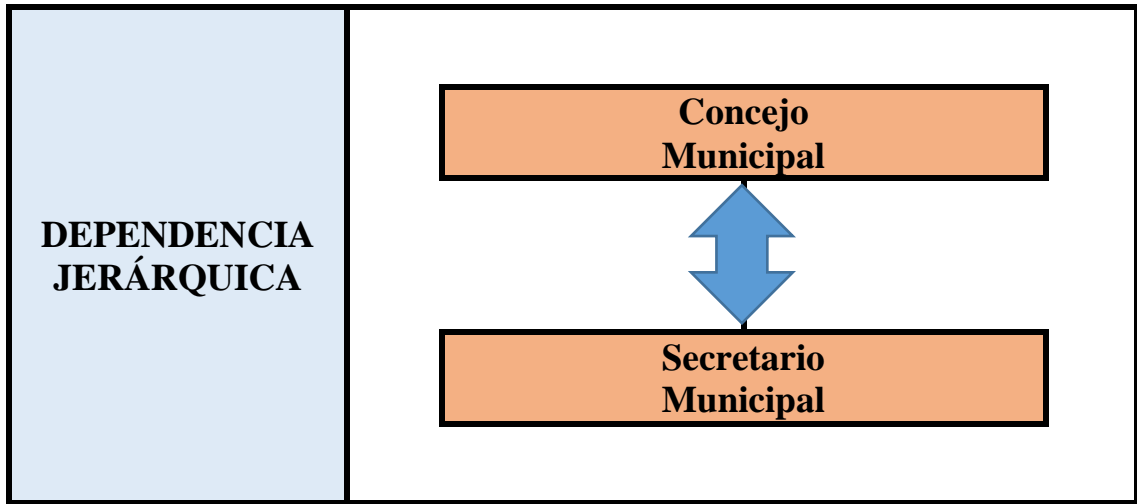 DEPENDENCIA
JERÁRQUICA
Concejo
Municipal
Secretario
Municipal